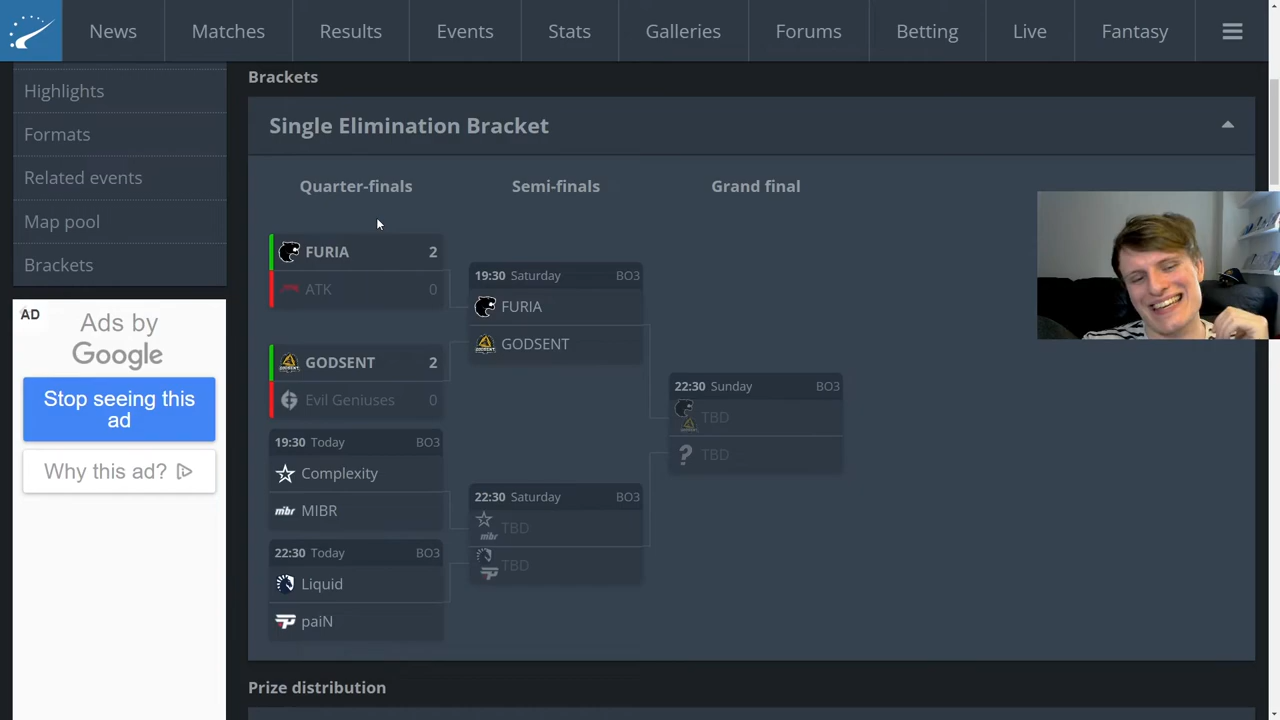 News
Matches
Results
Events
Stats
Galleries
Forums
Betting
Live
Fantasy
Highlights
Formats
Related events
Map pool
Brackets
AD
Ads by
Google
Stop seeing this
ad
Why this ad?
Brackets
Single Elimination Bracket
Quarter-finals
Semi-finals
Grand final
FURIA 2
ATK 0
GODSENT 2
Evil Geniuses 0
19:30 Today BO3
Complexity
mibr MIBR
22:30 Today BO3
Liquid
paiN
19:30 Saturday BO3
FURIA
GODSENT
22:30 Saturday BO3
mibr TBD
TBD
22:30 Sunday BO3
TBD
? TBD
Prize distribution